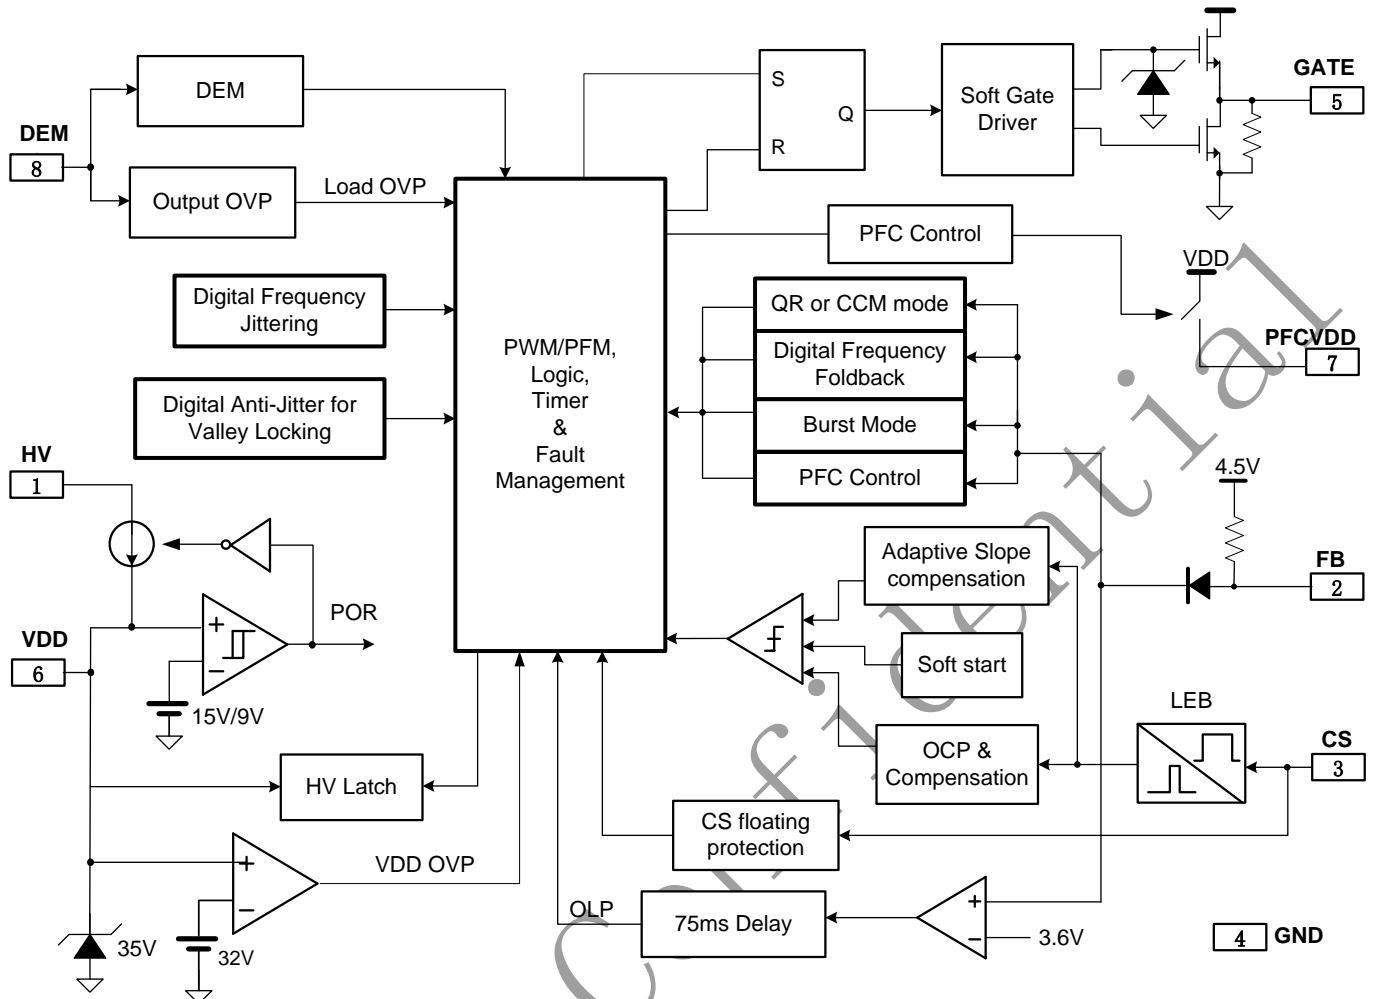 DEM
8
DEM
Output OVP
Load OVP
Digital Frequency
Jittering
Digital Anti-Jitter for
Valley Locking
HV
1
POR
VDD
6
+
−
15V/9V
HV Latch
+
−
VDD OVP
35V
32V
PWM/PFM,
Logic,
Timer
&
Fault
Management
S
R
Q
Soft Gate
Driver
GATE
5
PFC Control
VDD
PFCVDD
7
QR or CCM mode
Digital Frequency
Foldback
Burst Mode
PFC Control
4.5V
FB
2
Adaptive Slope
compensation
Soft start
OCP &
Compensation
LEB
CS
3
CS floating
protection
OLP
75ms Delay
+
−
3.6V
4
GND
Confidential